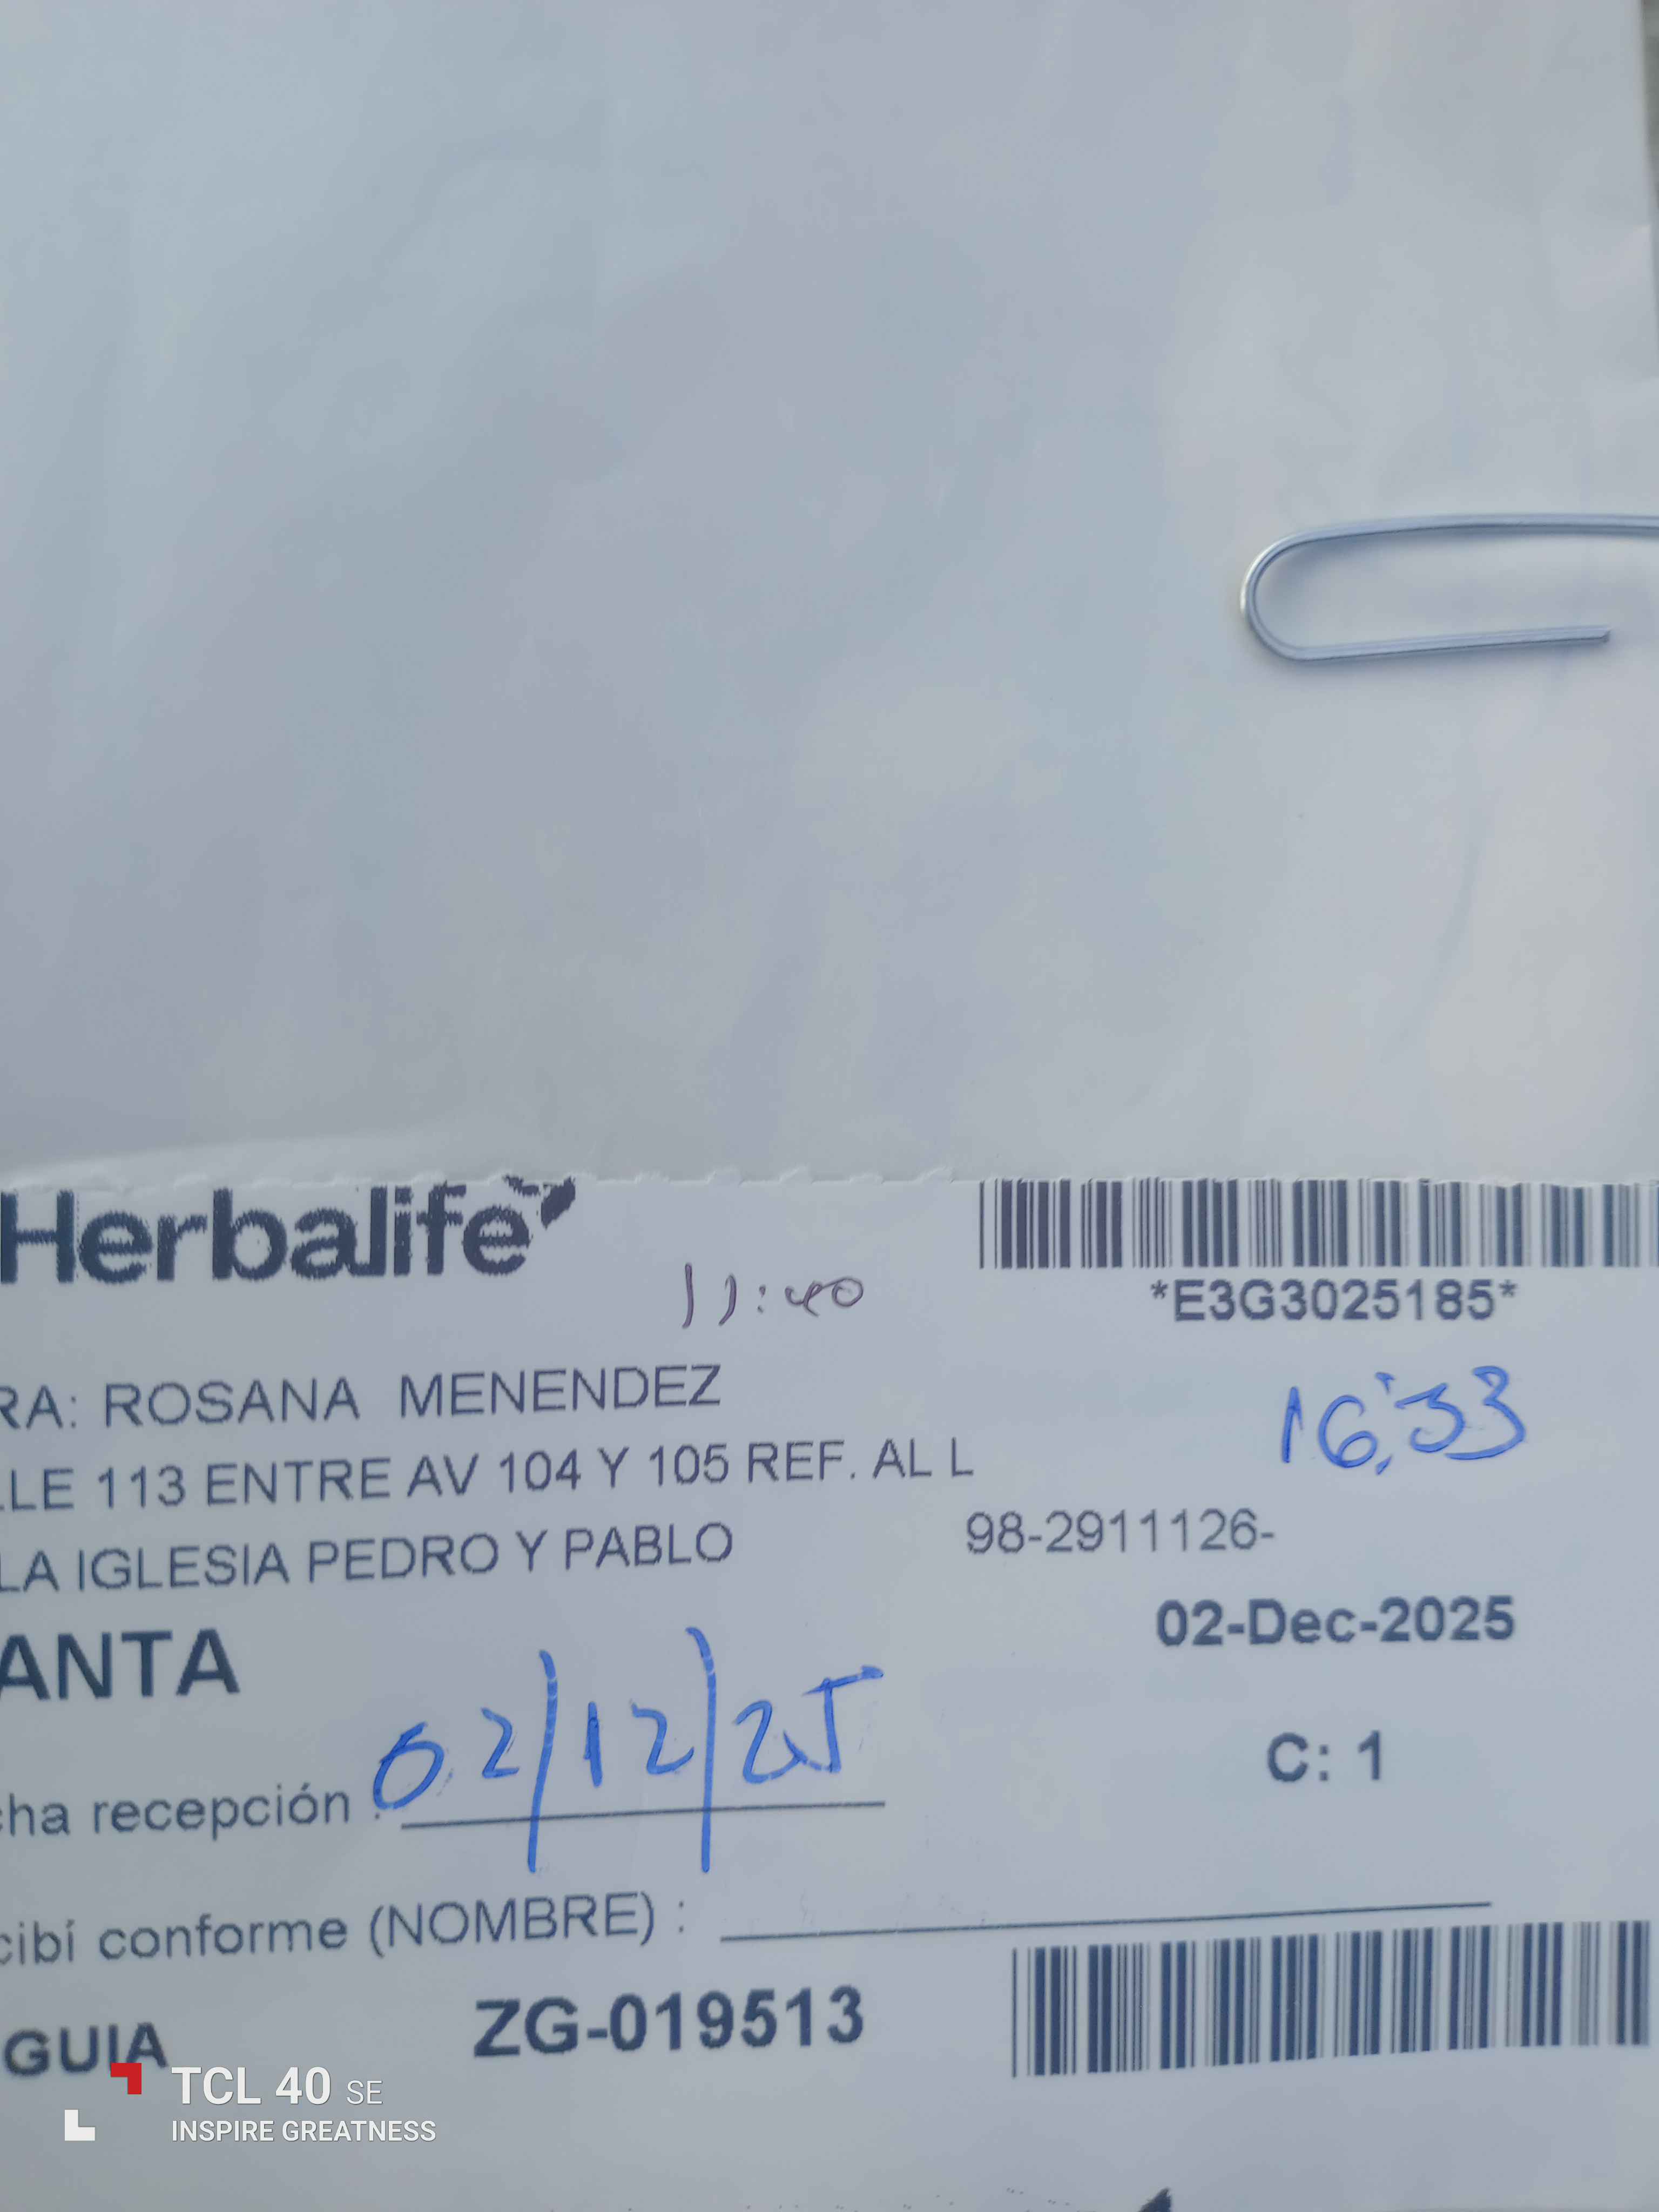 Herbalife
11:40
*E3G3025185*
RA: ROSANA MENENDEZ
16:33
LLE 113 ENTRE AV 104 Y 105 REF. AL L
LA IGLESIA PEDRO Y PABLO
98-2911126-
02-Dec-2025
ANTA
C: 1
cha recepción : 02/12/25
cibí conforme (NOMBRE) :
GUIA ZG-019513
TCL 40 SE
INSPIRE GREATNESS